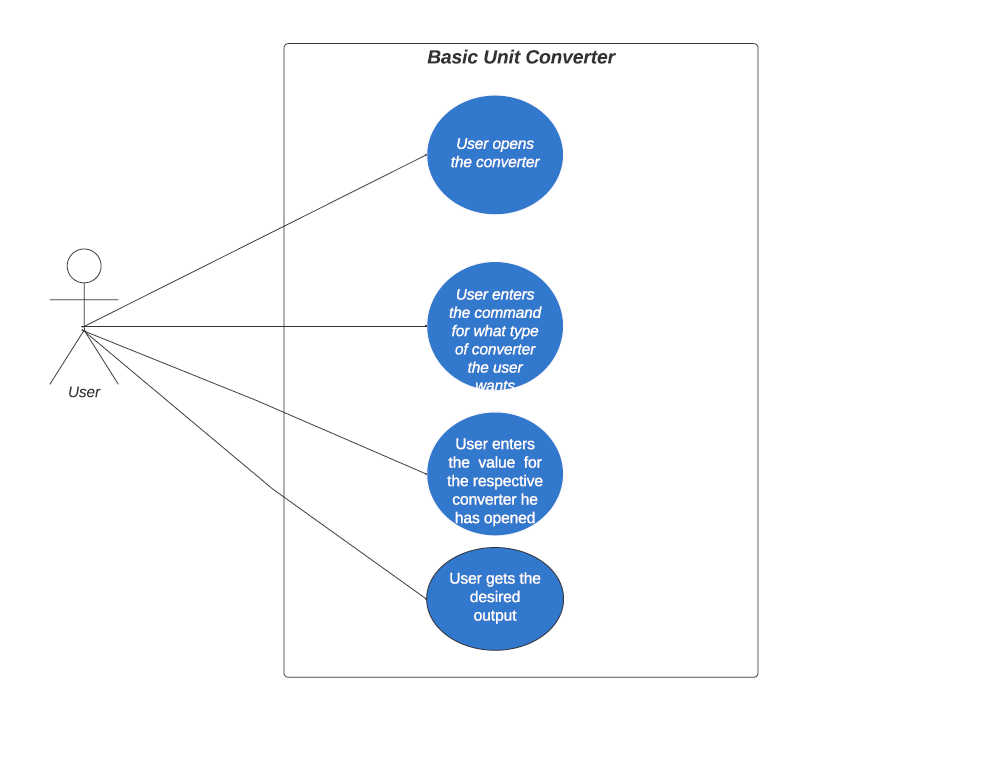 Basic Unit Converter
User opens
the converter
User enters
the command
for what type
of converter
the user
wants
User
User enters
the value for
the respective
converter he
has opened
User gets the
desired
output